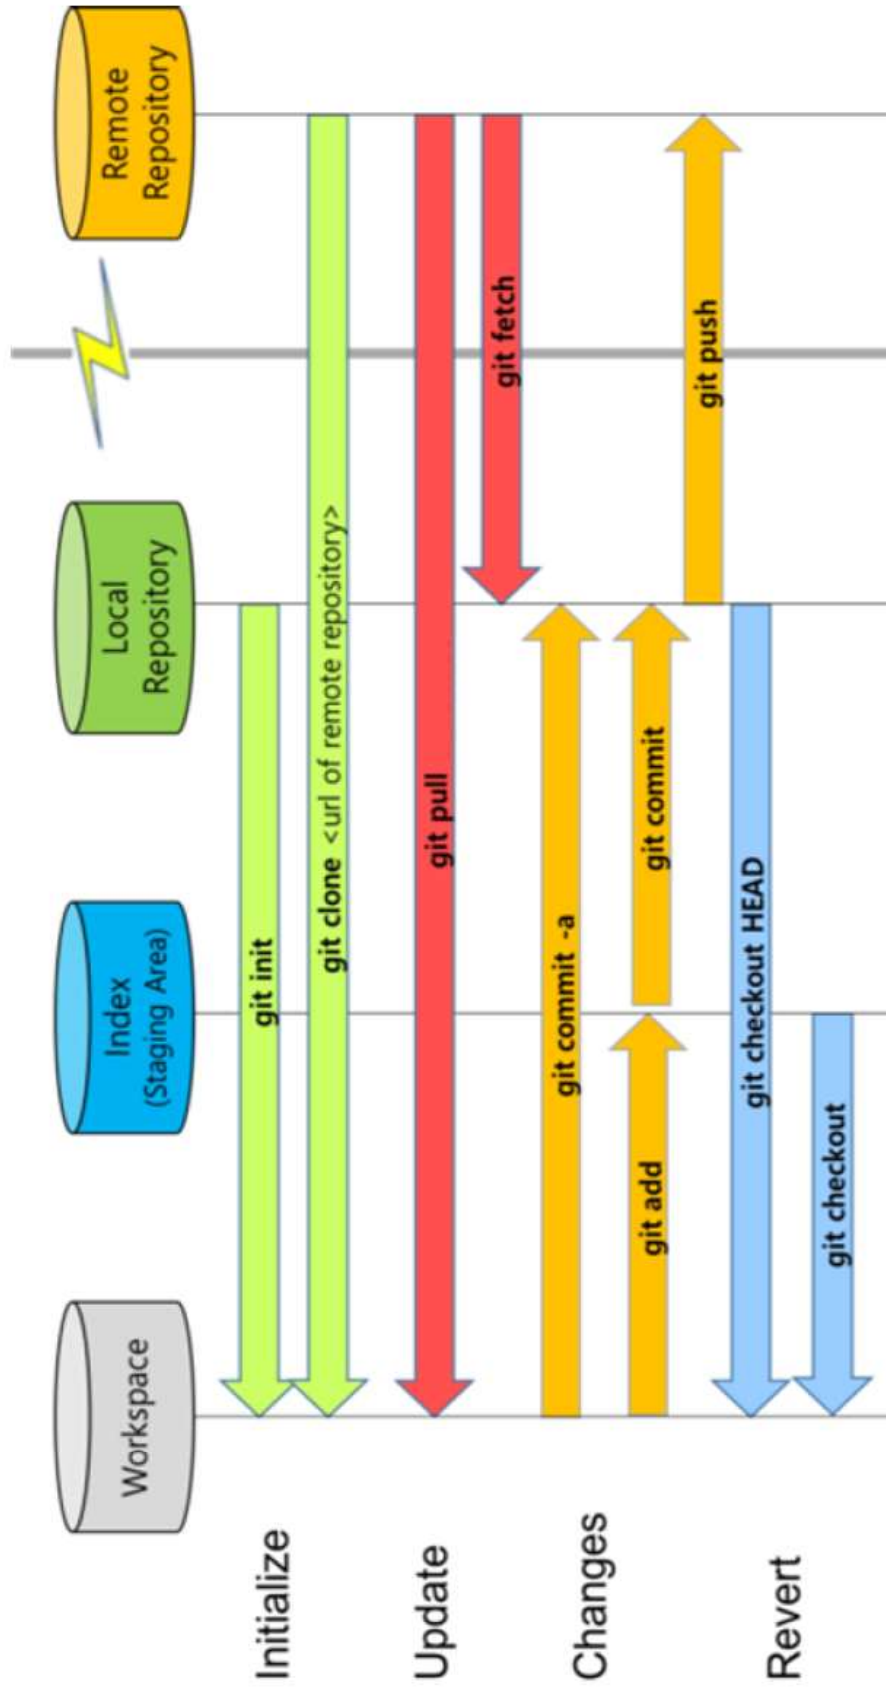 Workspace
Index
(Staging Area)
Local
Repository
Remote
Repository
Initialize
git init
git clone <url of remote repository>
Update
git pull
git fetch
Changes
git commit -a
git add
git commit
git push
Revert
git checkout HEAD
git checkout